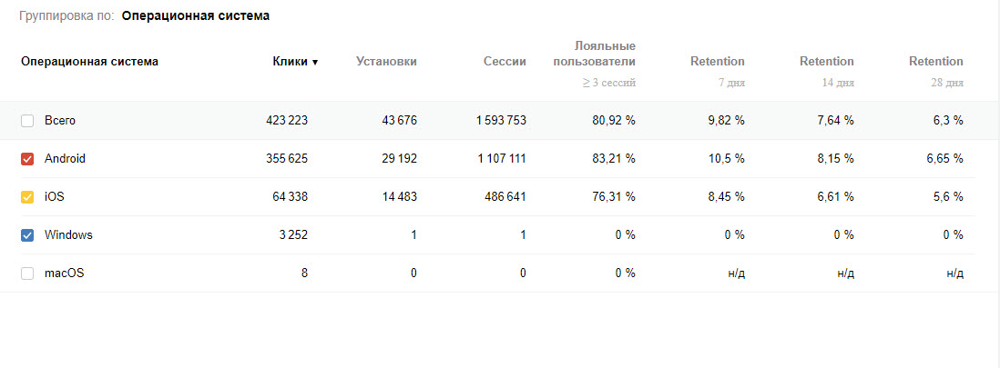 Группировка по: Операционная система
Лояльные
Операционная система Клики ▼ Установки Сессии пользователи Retention Retention Retention
≥ 3 сессий 7 дня 14 дня 28 дня
Всего 423 223 43 676 1 593 753 80,92 % 9,82 % 7,64 % 6,3 %
Android 355 625 29 192 1 107 111 83,21 % 10,5 % 8,15 % 6,65 %
iOS 64 338 14 483 486 641 76,31 % 8,45 % 6,61 % 5,6 %
Windows 3 252 1 1 0 % 0 % 0 % 0 %
macOS 8 0 0 0 % н/д н/д н/д